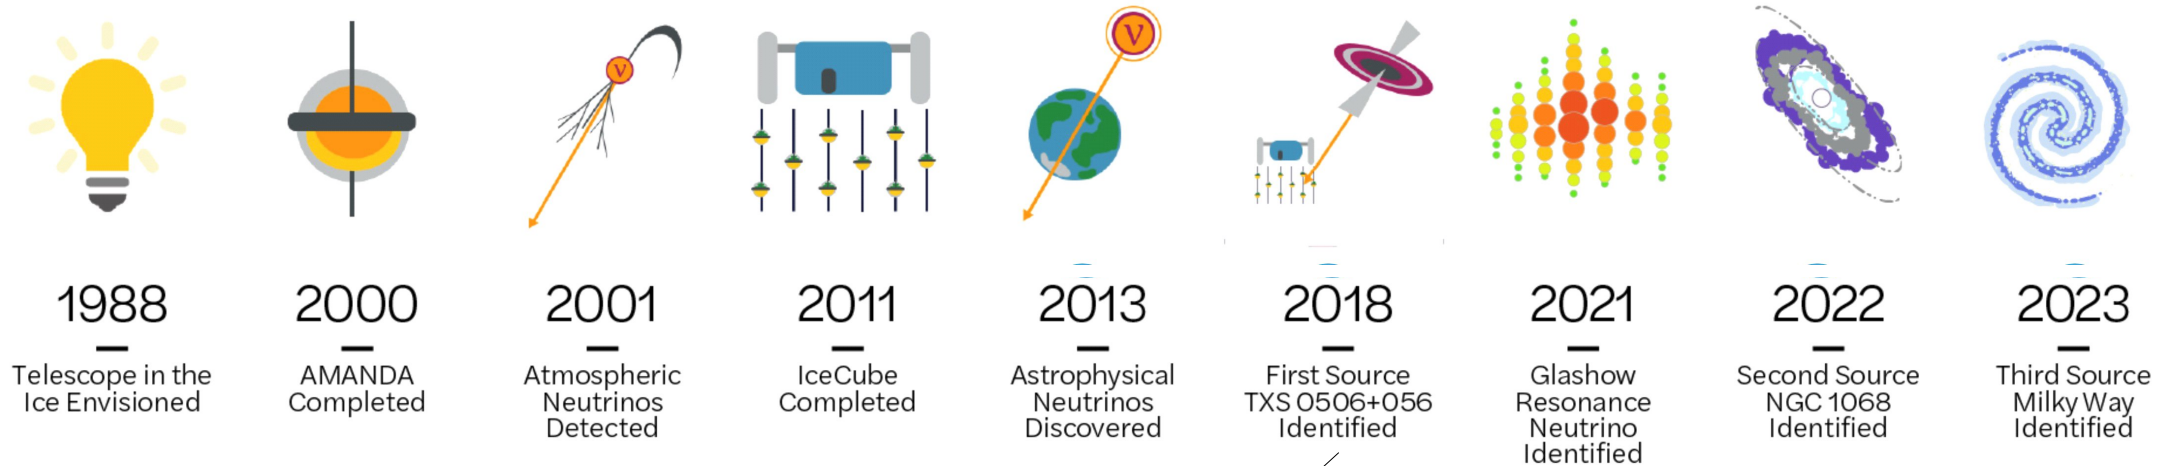 V
V
1988
Telescope in the
Ice Envisioned
2000
AMANDA
Completed
2001
Atmospheric
Neutrinos
Detected
2011
IceCube
Completed
2013
Astrophysical
Neutrinos
Discovered
2018
First Source
TXS 0506+056
Identified
2021
Glashow
Resonance
Neutrino
Identified
2022
Second Source
NGC 1068
Identified
2023
Third Source
Milky Way
Identified